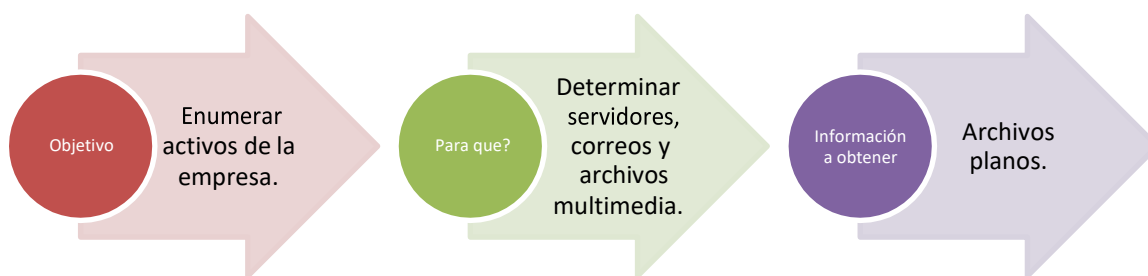 Objetivo
Enumerar
activos de la
empresa.
Para que?
Determinar
servidores,
correos y
archivos
multimedia.
Información
a obtener
Archivos
planos.